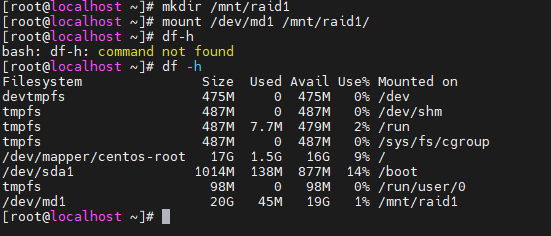 [root@localhost ~]# mkdir /mnt/raid1
[root@localhost ~]# mount /dev/md1 /mnt/raid1/
[root@localhost ~]# df-h
bash: df-h: command not found
[root@localhost ~]# df -h
Filesystem Size Used Avail Use% Mounted on
devtmpfs 475M 0 475M 0% /dev
tmpfs 487M 0 487M 0% /dev/shm
tmpfs 487M 7.7M 479M 2% /run
tmpfs 487M 0 487M 0% /sys/fs/cgroup
/dev/mapper/centos-root 17G 1.5G 16G 9% /
/dev/sda1 1014M 138M 877M 14% /boot
tmpfs 98M 0 98M 0% /run/user/0
/dev/md1 20G 45M 19G 1% /mnt/raid1
[root@localhost ~]#